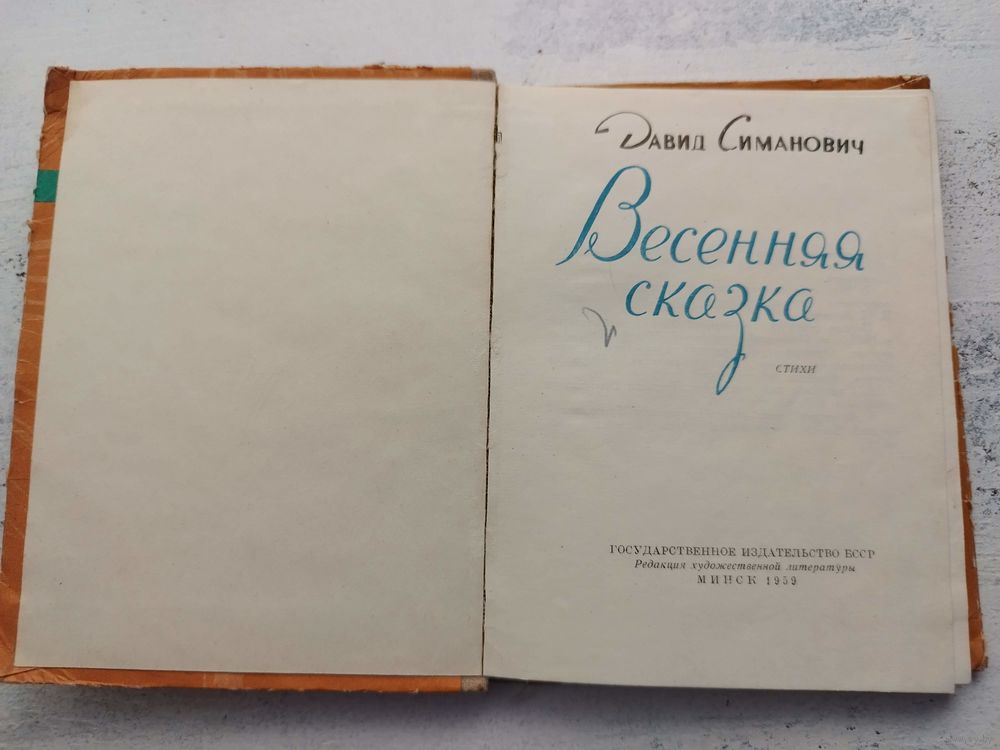 Давид Симанович
Весенняя
сказка
стихи
ГОСУДАРСТВЕННОЕ ИЗДАТЕЛЬСТВО БССР
Редакция художественной литературы
МИНСК 1959